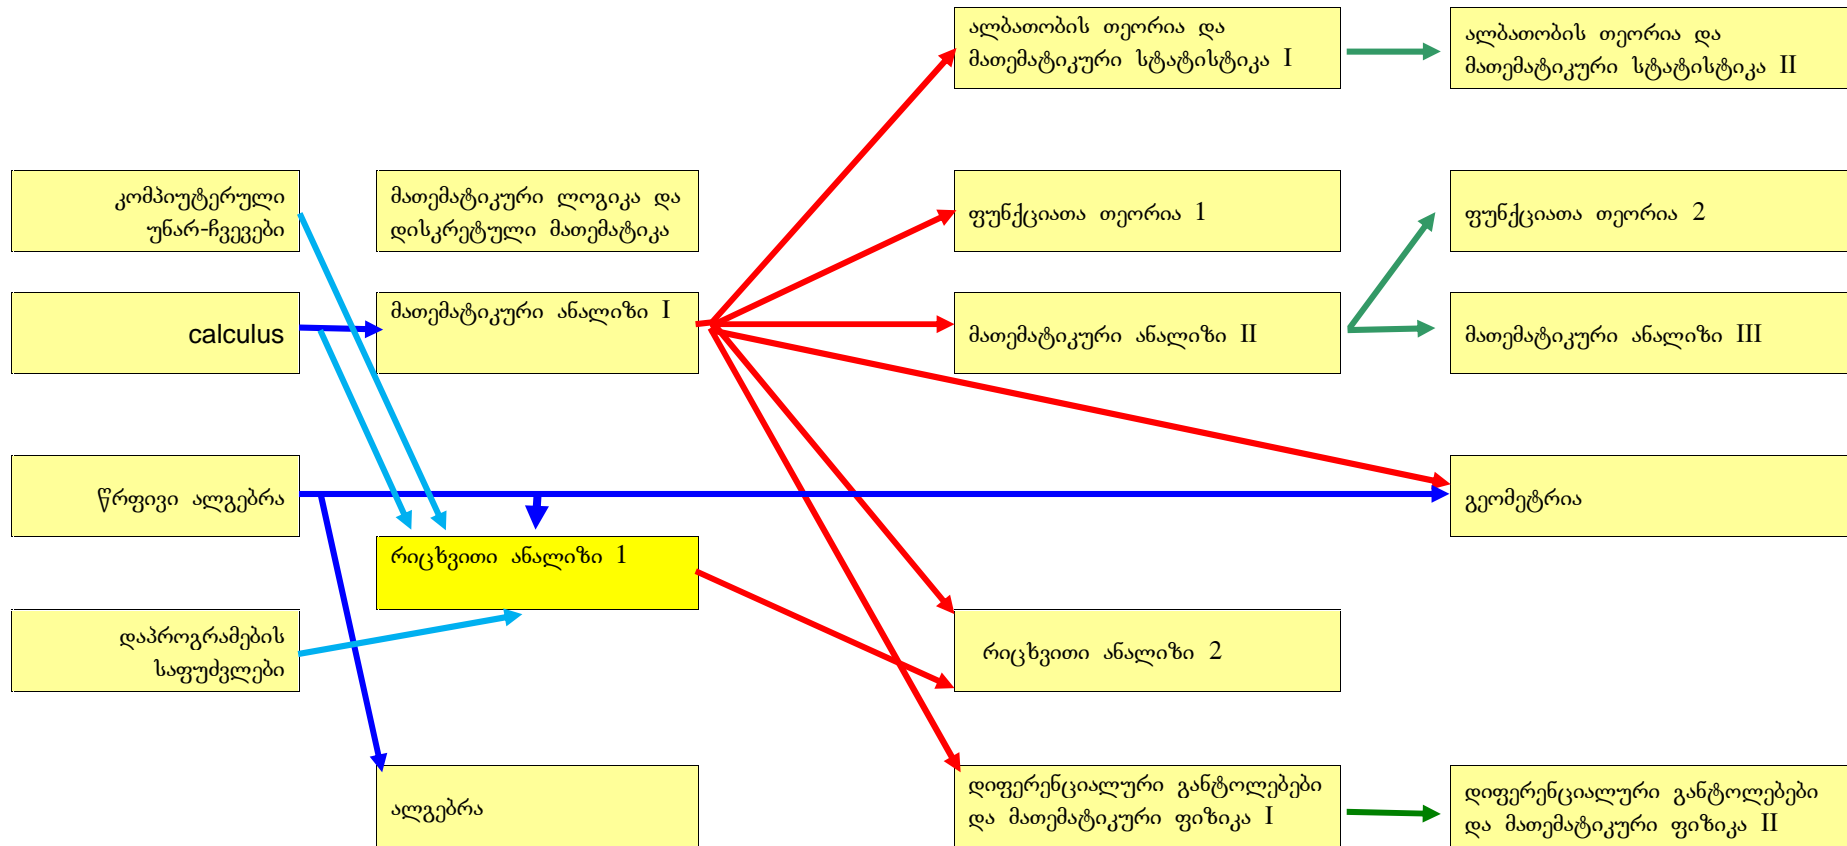 ალბათობის თეორია და
მათემატიკური სტატისტიკა I
ალბათობის თეორია და
მათემატიკური სტატისტიკა II
კომპიუტერული
უნარ-ჩვევები
მათემატიკური ლოგიკა და
დისკრეტული მათემატიკა
ფუნქციათა თეორია 1
ფუნქციათა თეორია 2
calculus
მათემატიკური ანალიზი I
მათემატიკური ანალიზი II
მათემატიკური ანალიზი III
წრფივი ალგებრა
გეომეტრია
რიცხვითი ანალიზი 1
დაპროგრამების
საფუძვლები
რიცხვითი ანალიზი 2
ალგებრა
დიფერენციალური განტოლებები
და მათემატიკური ფიზიკა I
დიფერენციალური განტოლებები
და მათემატიკური ფიზიკა II